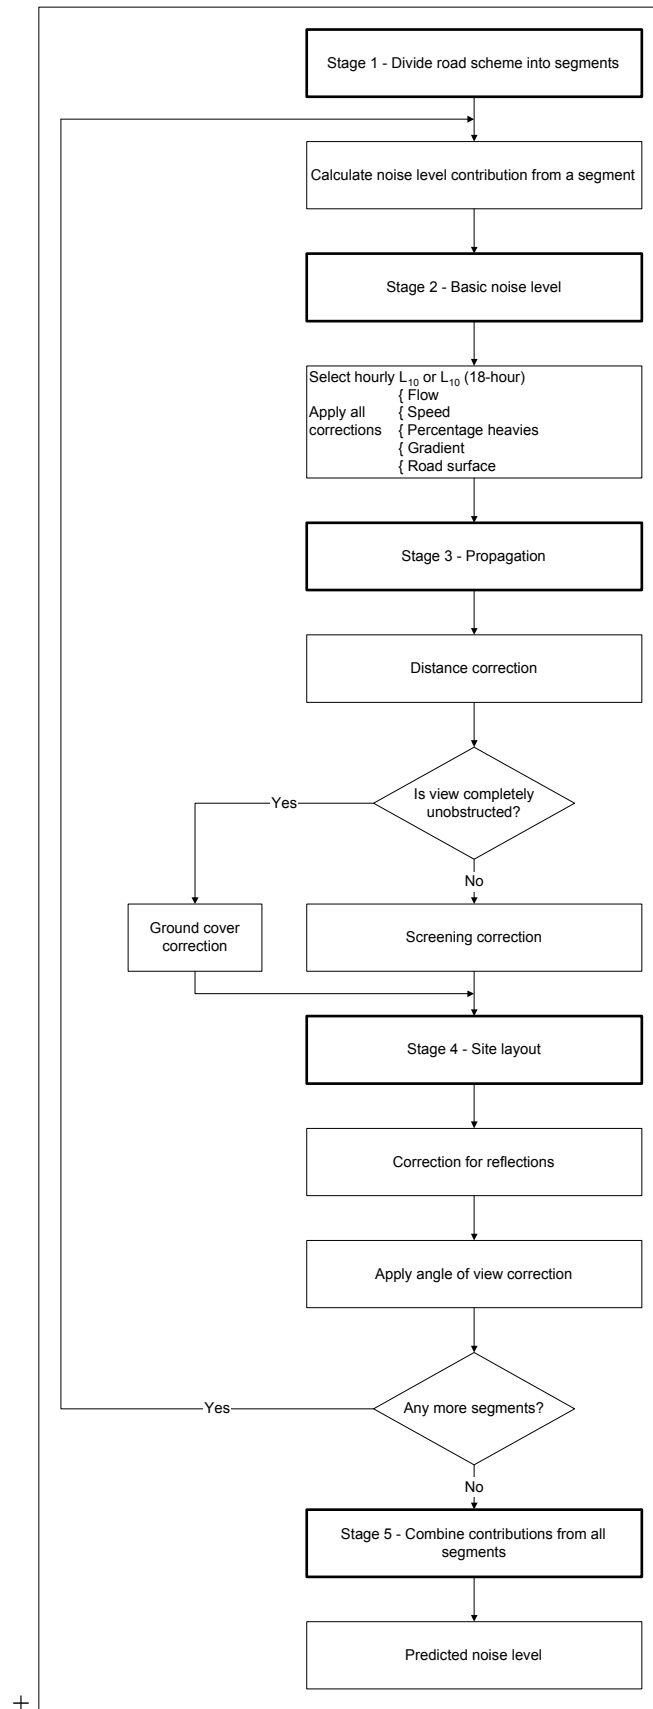 Stage 1 - Divide road scheme into segments
Calculate noise level contribution from a segment
Stage 2 - Basic noise level
Select hourly L10 or L10 (18-hour)
{ Flow
Apply all { Speed
corrections { Percentage heavies
{ Gradient
{ Road surface
Stage 3 - Propagation
Distance correction
Is view completely
unobstructed?
Yes
No
Ground cover
correction
Screening correction
Stage 4 - Site layout
Correction for reflections
Apply angle of view correction
Any more segments?
Yes
No
Stage 5 - Combine contributions from all
segments
Predicted noise level